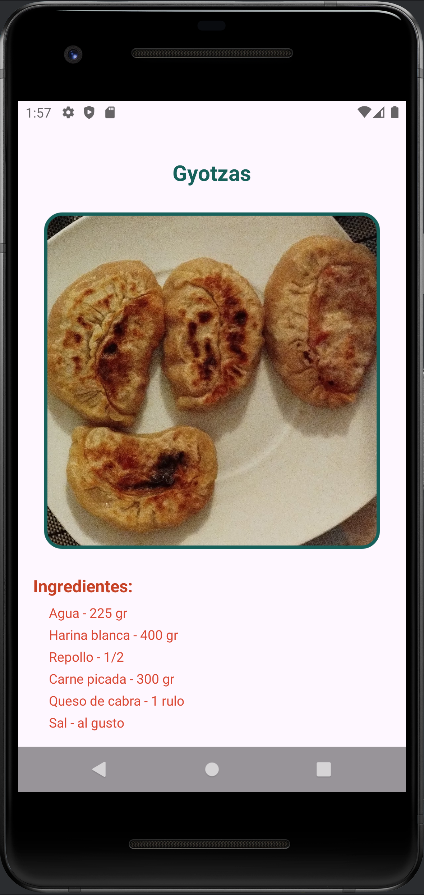 1:57
Gyotzas
Ingredientes:
Agua - 225 gr
Harina blanca - 400 gr
Repollo - 1/2
Carne picada - 300 gr
Queso de cabra - 1 rulo
Sal - al gusto